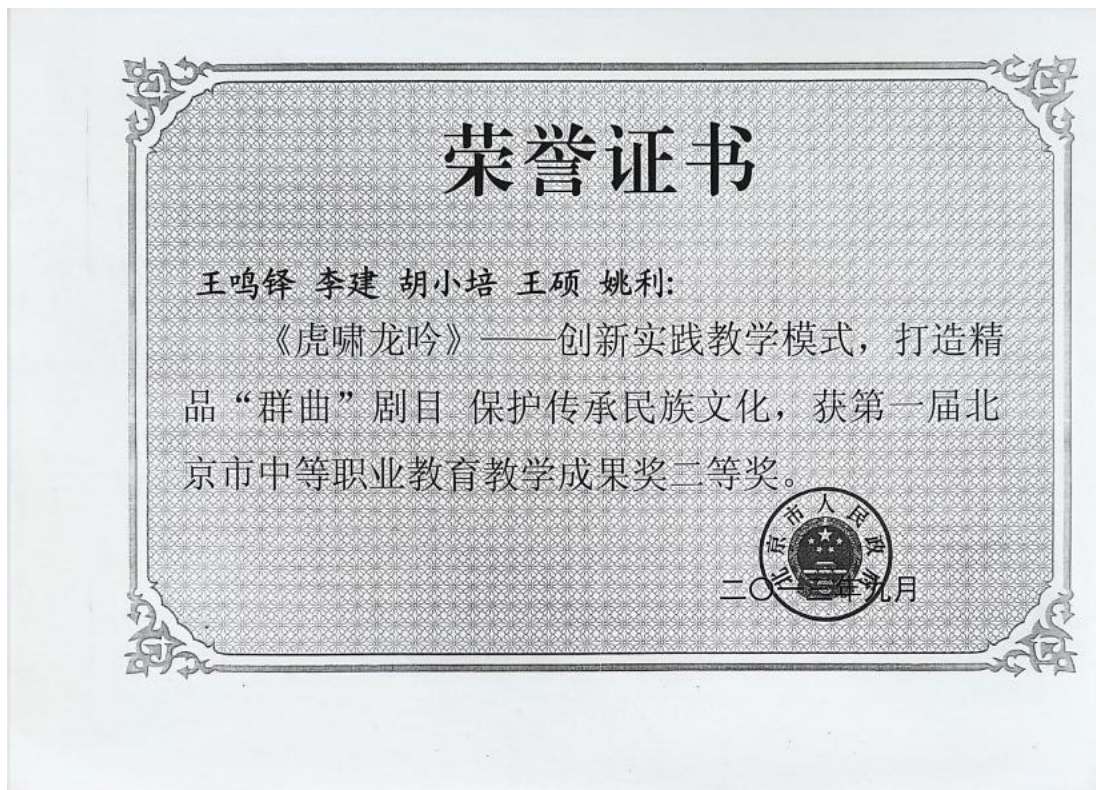 荣誉证书
王鸣铎 李建 胡小培 王硕 姚利:
《虎啸龙吟》——创新实践教学模式，打造精
品“群曲”剧目 保护传承民族文化，获第一届北
京市中等职业教育教学成果奖二等奖。
北京市人民政府
二〇一三年九月